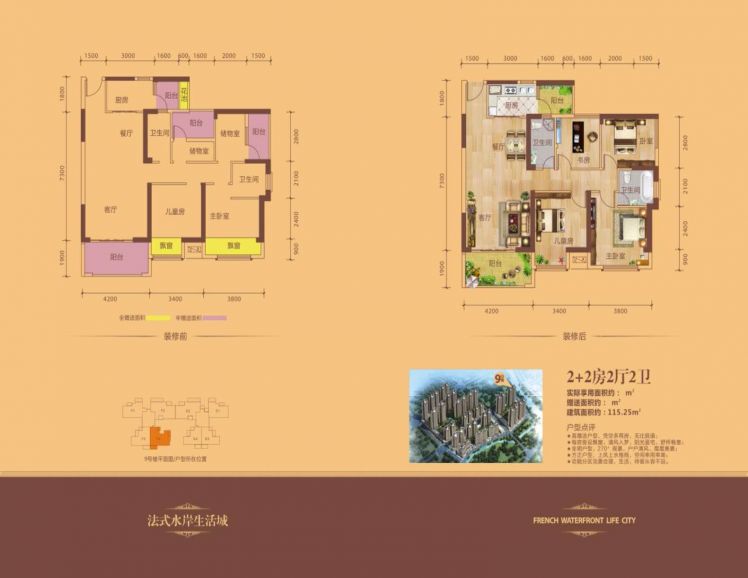 1500 3000 1600 600 1600 2000 1500
1800
7300
1900
2800
2100
2400
900
厨房
阳台
餐厅
卫生间
阳台
储物室
阳台
储物室
卫生间
客厅
儿童房
主卧室
飘窗
飘窗
阳台
4200 3400 3800
全赠送面积 半赠送面积
装修前
1500 3000 1600 600 1600 2000 1500
1800
7300
1900
2600
2100
2400
900
厨房
阳台
餐厅
卫生间
书房
卧室
卫生间
客厅
儿童房
主卧室
阳台
4200 3400 3800
装修后
9号楼平面图/户型所在位置
9
2+2房2厅2卫
实际享用面积约： m²
赠送面积约： m²
建筑面积约：115.25m²
户型点评
法式水岸生活城
FRENCH WATERFRONT LIFE CITY